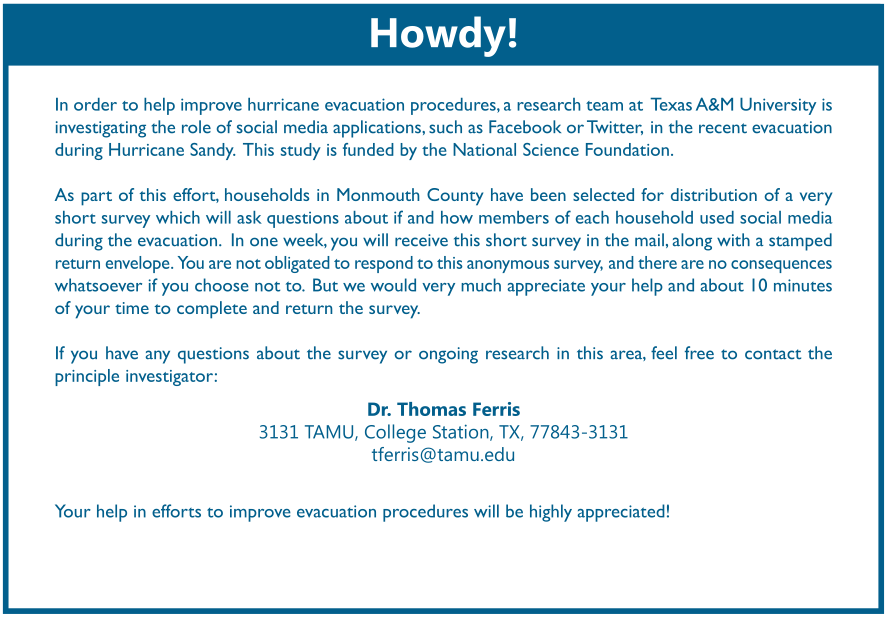 Howdy!
In order to help improve hurricane evacuation procedures, a research team at Texas A&M University is
investigating the role of social media applications, such as Facebook or Twitter, in the recent evacuation
during Hurricane Sandy. This study is funded by the National Science Foundation.
As part of this effort, households in Monmouth County have been selected for distribution of a very
short survey which will ask questions about if and how members of each household used social media
during the evacuation. In one week, you will receive this short survey in the mail, along with a stamped
return envelope. You are not obligated to respond to this anonymous survey, and there are no consequences
whatsoever if you choose not to. But we would very much appreciate your help and about 10 minutes
of your time to complete and return the survey.
If you have any questions about the survey or ongoing research in this area, feel free to contact the
principle investigator:
Dr. Thomas Ferris
3131 TAMU, College Station, TX, 77843-3131
tferris@tamu.edu
Your help in efforts to improve evacuation procedures will be highly appreciated!